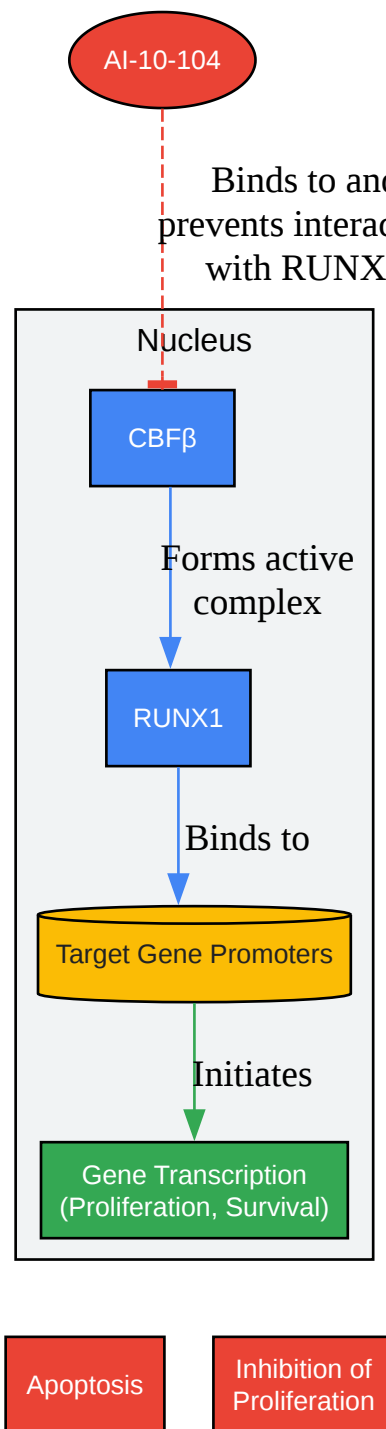 AI-10-104
Binds to and
prevents interac
with RUNX
Nucleus
CBFβ
Forms active
complex
RUNX1
Binds to
Target Gene Promoters
Initiates
Gene Transcription
(Proliferation, Survival)
Apoptosis
Inhibition of
Proliferation